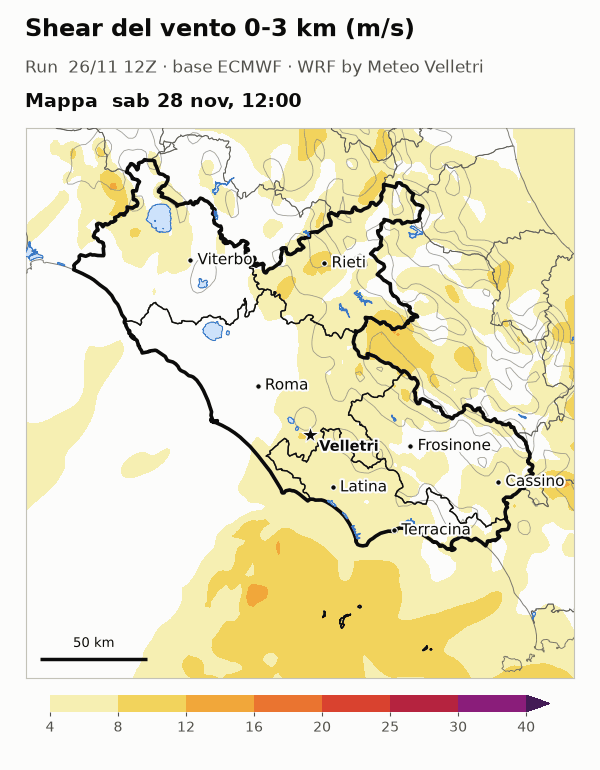 Shear del vento 0-3 km (m/s)
Run  26/11 12Z · base ECMWF · WRF by Meteo Velletri
Mappa  sab 28 nov, 12:00
Viterbo
Rieti
Roma
Velletri
Frosinone
Cassino
Latina
Terracina
50 km
4 8 12 16 20 25 30 40